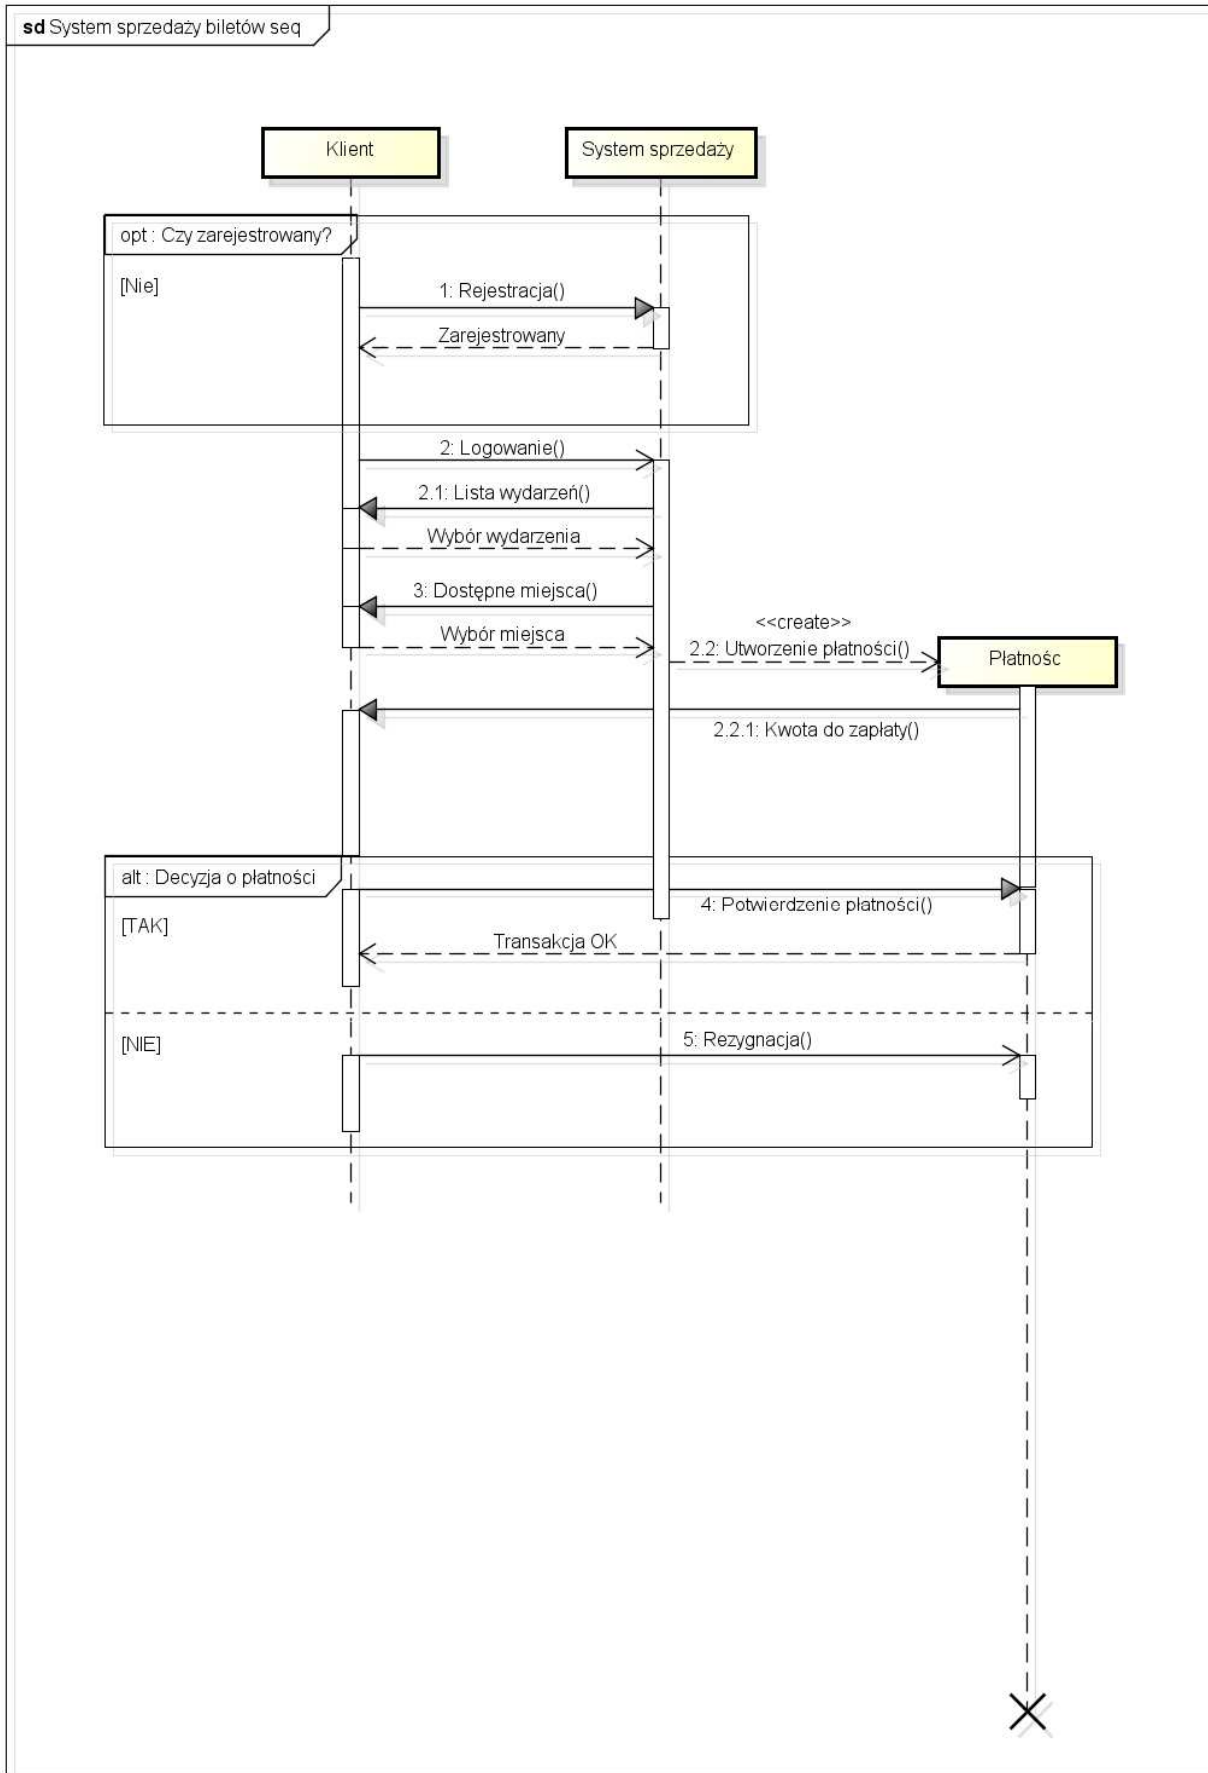 sd System sprzedaży biletów seq
Klient
System sprzedaży
opt : Czy zarejestrowany?
[Nie]
1: Rejestracja()
Zarejestrowany
2: Logowanie()
2.1: Lista wydarzeń()
Wybór wydarzenia
3: Dostępne miejsca()
Wybór miejsca
<<create>>
2.2: Utworzenie płatności()
Płatnośc
2.2.1: Kwota do zapłaty()
alt : Decyzja o płatności
[TAK]
4: Potwierdzenie płatności()
Transakcja OK
[NIE]
5: Rezygnacja()